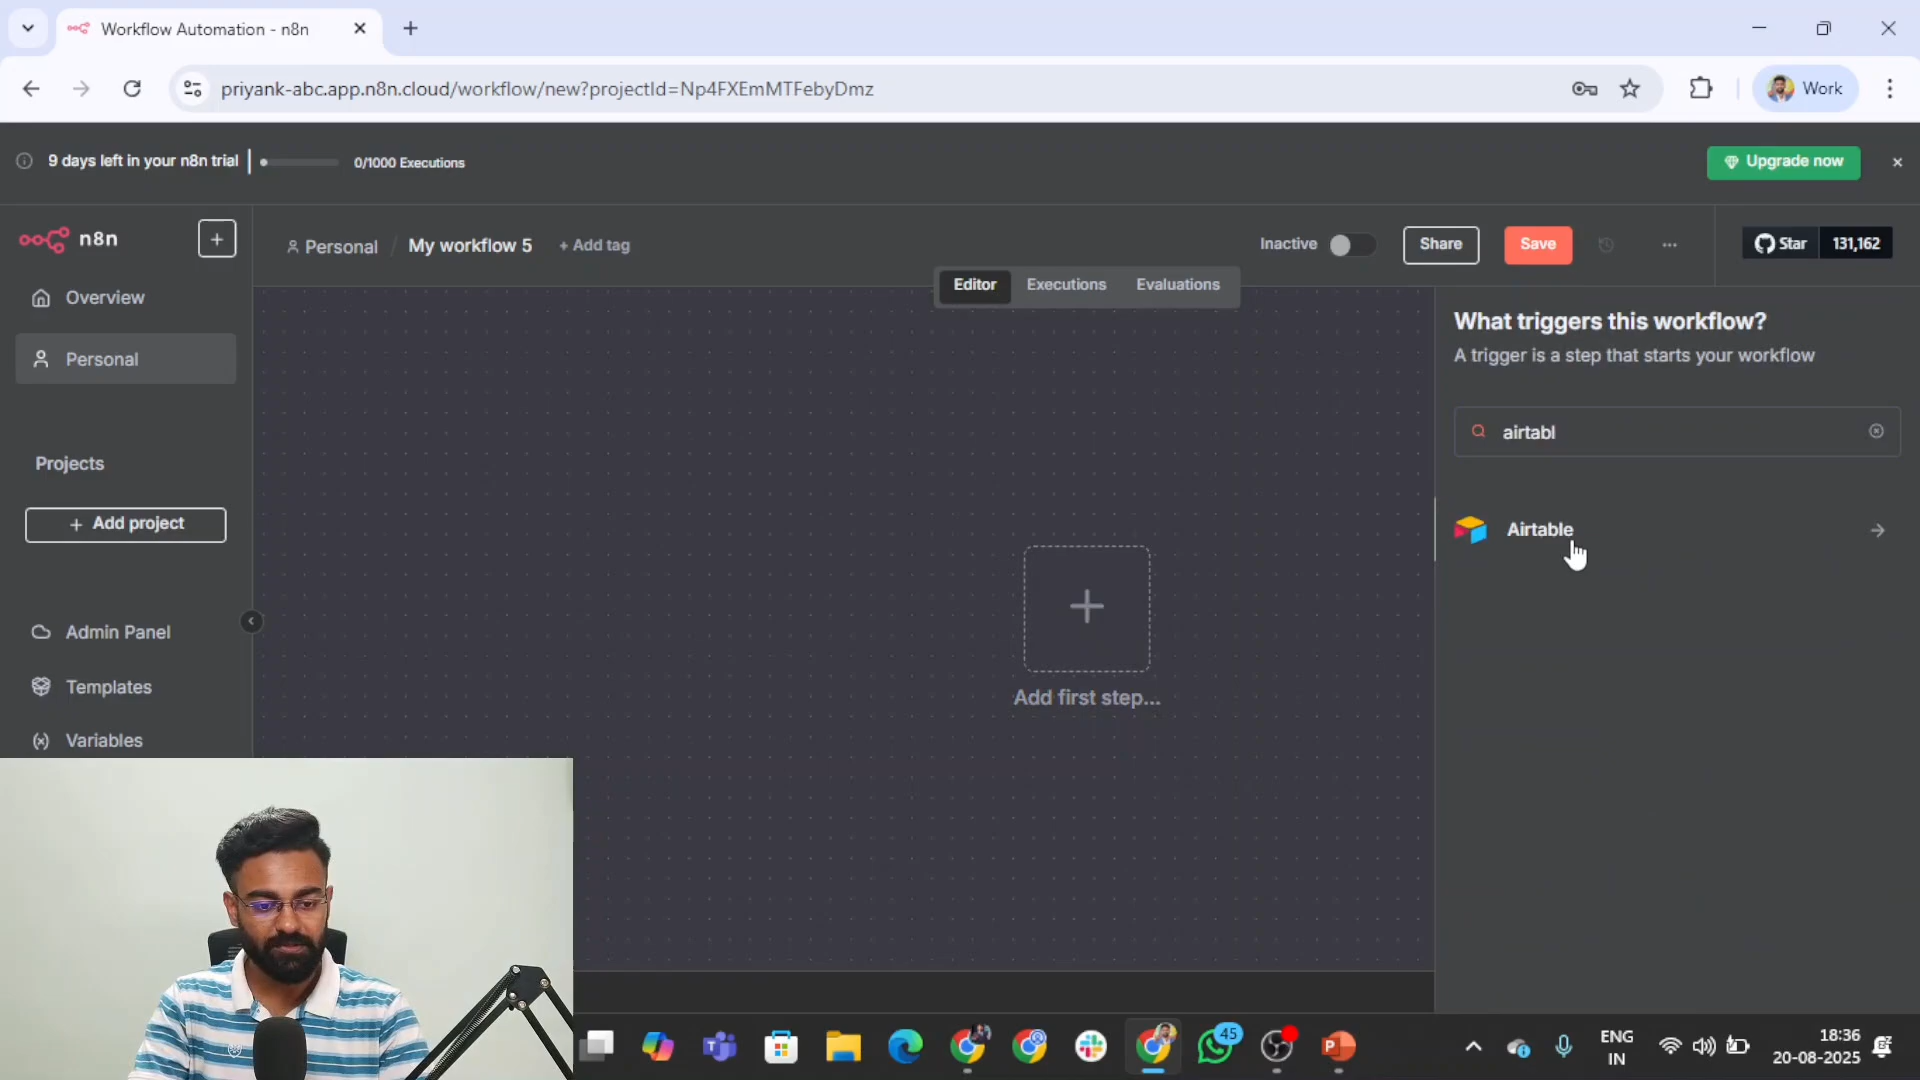 Workflow Automation - n8n
priyank-abc.app.n8n.cloud/workflow/new?projectId=Np4FXEmMTFebyDmz
Work
9 days left in your n8n trial
0/1000 Executions
Upgrade now
n8n
Personal / My workflow 5 + Add tag
Inactive
Share
Save
Star 131,162
Editor Executions Evaluations
Overview
Personal
Projects
+ Add project
Admin Panel
Templates
(x) Variables
Add first step...
What triggers this workflow?
A trigger is a step that starts your workflow
airtabl
Airtable
45
ENG
IN
18:36
20-08-2025